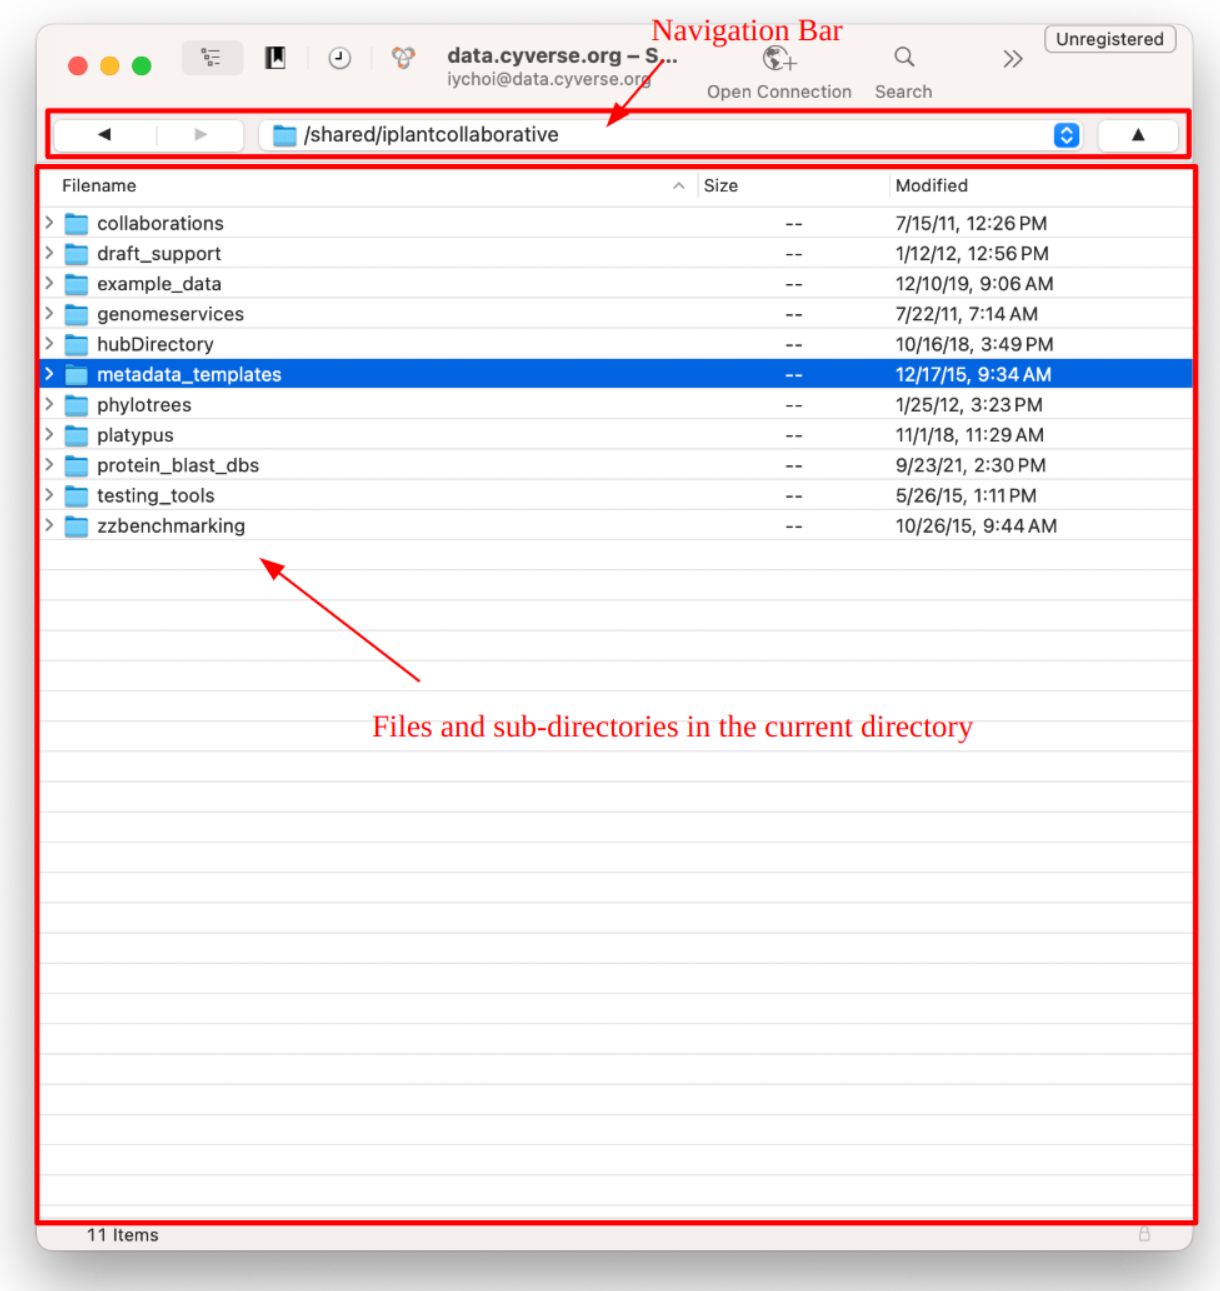 Navigation Bar
Unregistered
data.cyverse.org – S...
iychoi@data.cyverse.org
Open Connection
Search
/shared/iplantcollaborative
Filename Size Modified
collaborations -- 7/15/11, 12:26 PM
draft_support -- 1/12/12, 12:56 PM
example_data -- 12/10/19, 9:06 AM
genomeservices -- 7/22/11, 7:14 AM
hubDirectory -- 10/16/18, 3:49 PM
metadata_templates -- 12/17/15, 9:34 AM
phylotrees -- 1/25/12, 3:23 PM
platypus -- 11/1/18, 11:29 AM
protein_blast_dbs -- 9/23/21, 2:30 PM
testing_tools -- 5/26/15, 1:11 PM
zzbenchmarking -- 10/26/15, 9:44 AM
Files and sub-directories in the current directory
11 Items